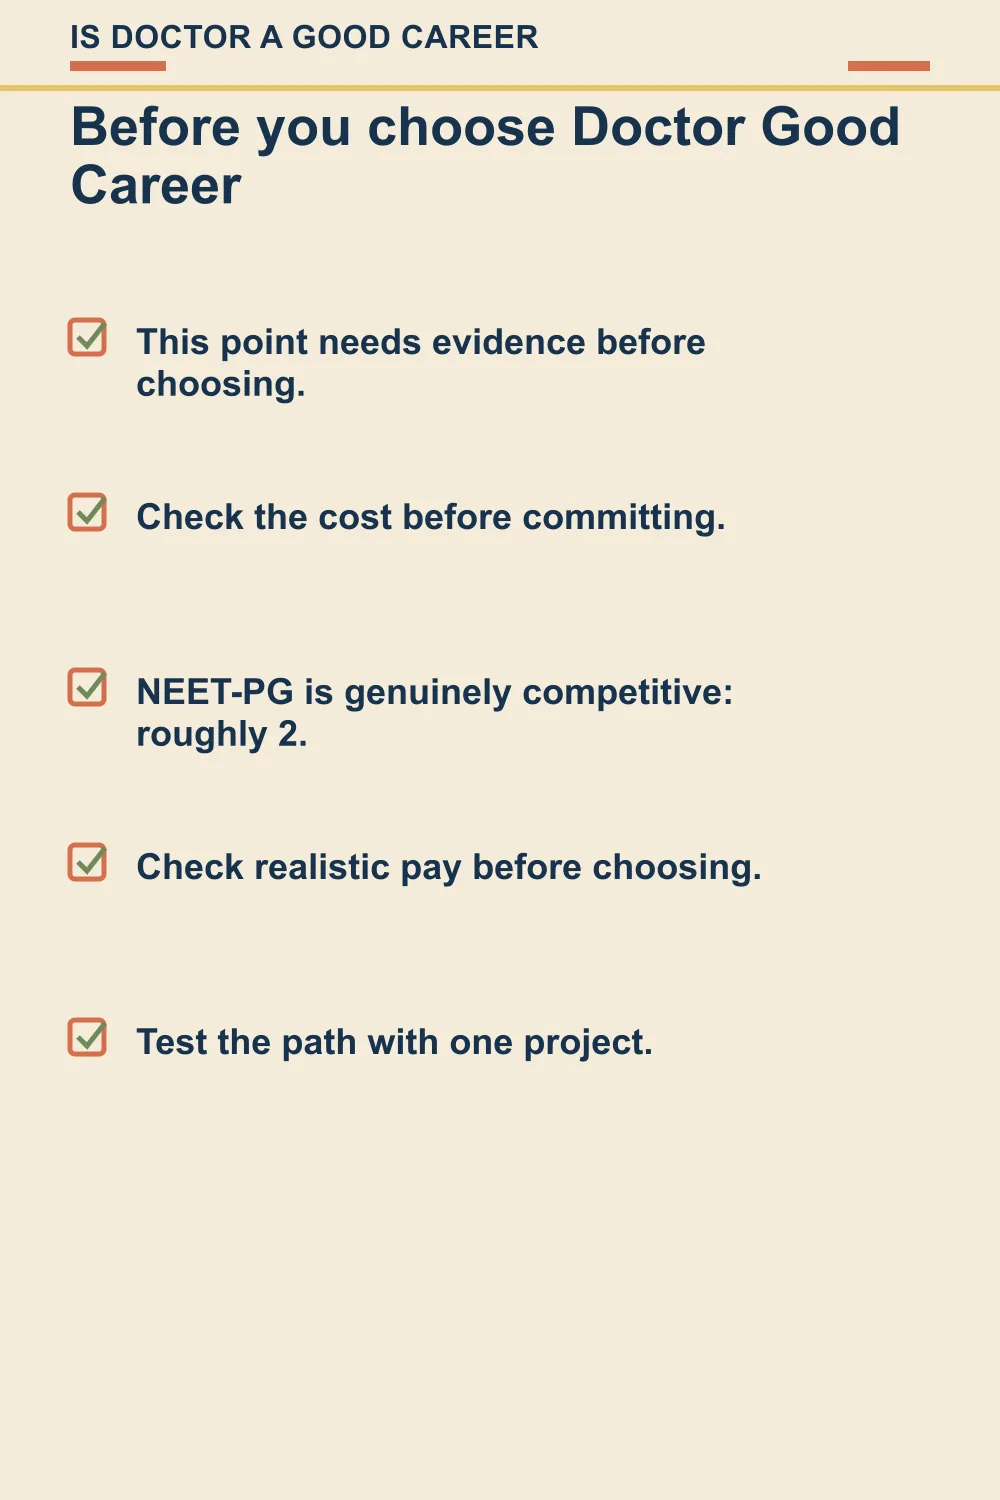 IS DOCTOR A GOOD CAREER
Before you choose Doctor Good
Career
This point needs evidence before
choosing.
Check the cost before committing.
NEET-PG is genuinely competitive:
roughly 2.
Check realistic pay before choosing.
Test the path with one project.